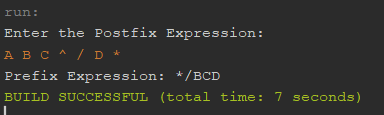 run:
Enter the Postfix Expression:
A B C ^ / D *
Prefix Expression: */BCD
BUILD SUCCESSFUL (total time: 7 seconds)